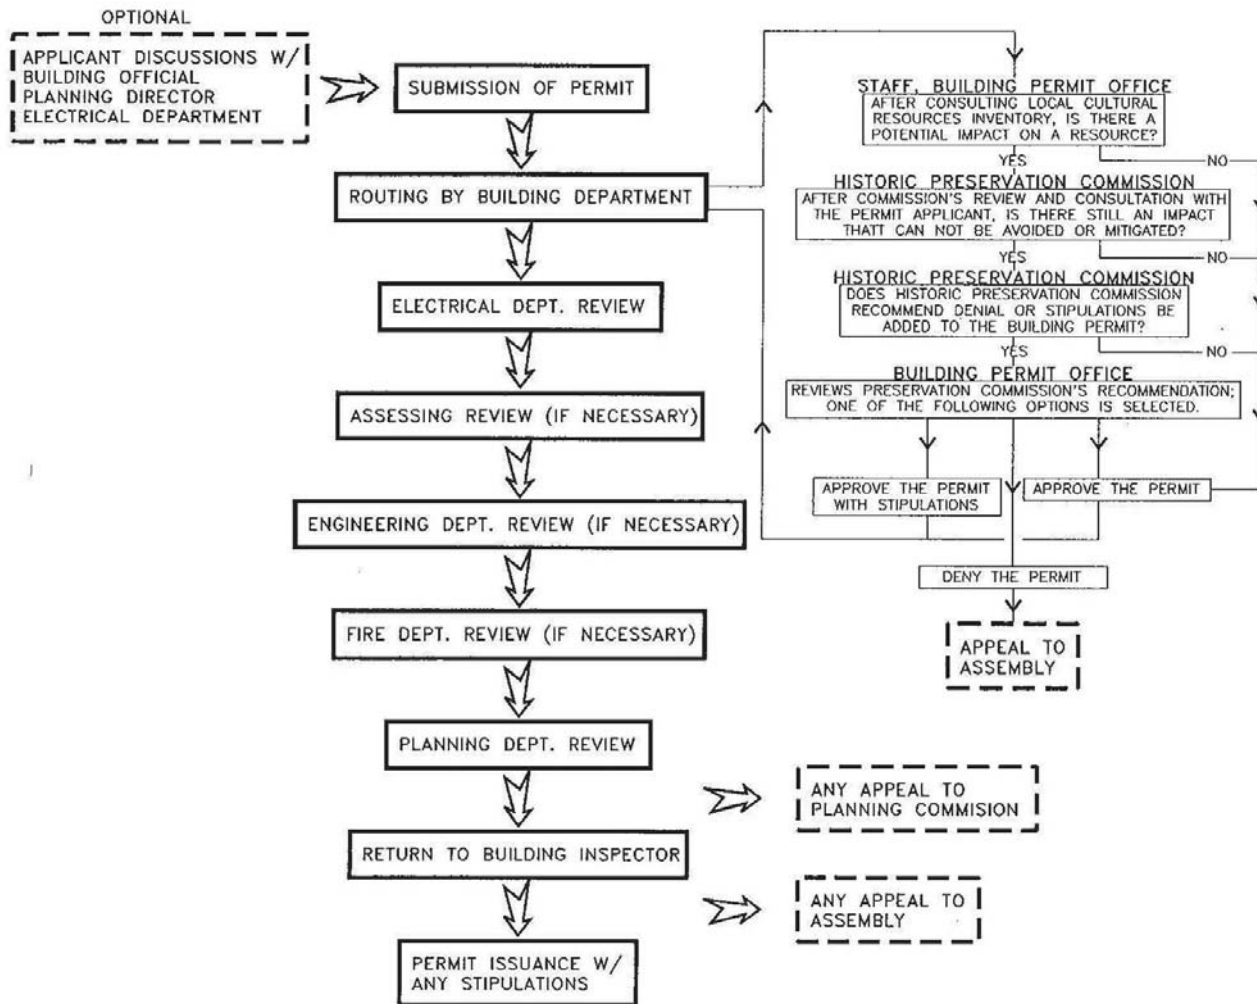 OPTIONAL
APPLICANT DISCUSSIONS W/
BUILDING OFFICIAL
PLANNING DIRECTOR
ELECTRICAL DEPARTMENT
SUBMISSION OF PERMIT
ROUTING BY BUILDING DEPARTMENT
ELECTRICAL DEPT. REVIEW
ASSESSING REVIEW (IF NECESSARY)
ENGINEERING DEPT. REVIEW (IF NECESSARY)
FIRE DEPT. REVIEW (IF NECESSARY)
PLANNING DEPT. REVIEW
RETURN TO BUILDING INSPECTOR
PERMIT ISSUANCE W/
ANY STIPULATIONS
STAFF, BUILDING PERMIT OFFICE
AFTER CONSULTING LOCAL CULTURAL
RESOURCES INVENTORY, IS THERE A
POTENTIAL IMPACT ON A RESOURCE?
YES
NO
HISTORIC PRESERVATION COMMISSION
AFTER COMMISSION'S REVIEW AND CONSULTATION WITH
THE PERMIT APPLICANT, IS THERE STILL AN IMPACT
THATT CAN NOT BE AVOIDED OR MITIGATED?
YES
NO
HISTORIC PRESERVATION COMMISSION
DOES HISTORIC PRESERVATION COMMISSION
RECOMMEND DENIAL OR STIPULATIONS BE
ADDED TO THE BUILDING PERMIT?
YES
NO
BUILDING PERMIT OFFICE
REVIEWS PRESERVATION COMMISSION'S RECOMMENDATION;
ONE OF THE FOLLOWING OPTIONS IS SELECTED.
APPROVE THE PERMIT
WITH STIPULATIONS
APPROVE THE PERMIT
DENY THE PERMIT
APPEAL TO
ASSEMBLY
ANY APPEAL TO
PLANNING COMMISION
ANY APPEAL TO
ASSEMBLY